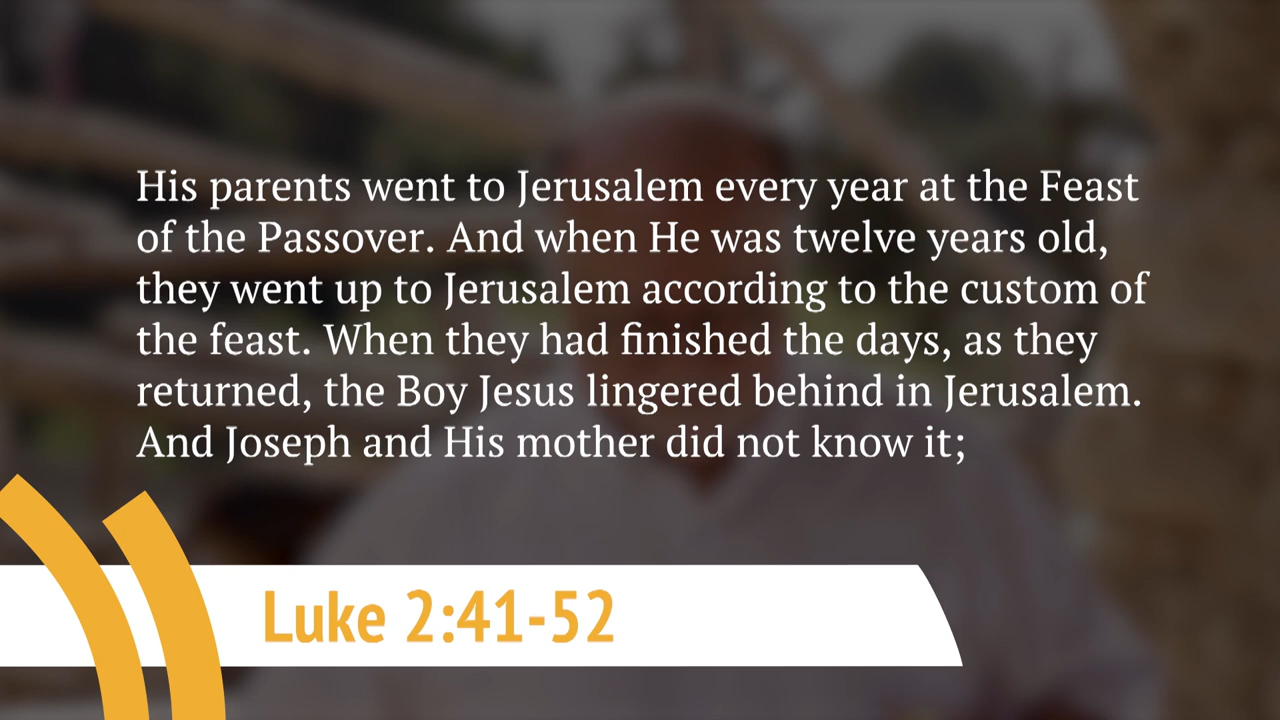 His parents went to Jerusalem every year at the Feast
of the Passover. And when He was twelve years old,
they went up to Jerusalem according to the custom of
the feast. When they had finished the days, as they
returned, the Boy Jesus lingered behind in Jerusalem.
And Joseph and His mother did not know it;
Luke 2:41-52